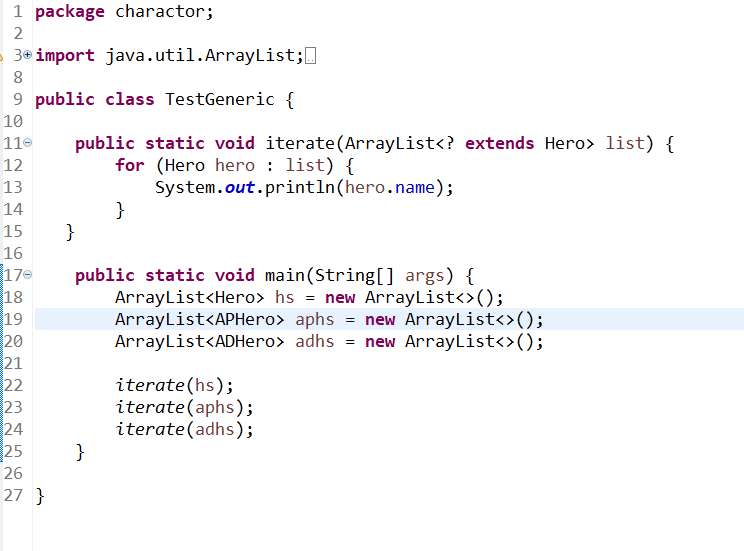 1 package charactor;
2
3 import java.util.ArrayList;
8
9 public class TestGeneric {
10
11 public static void iterate(ArrayList<? extends Hero> list) {
12 for (Hero hero : list) {
13 System.out.println(hero.name);
14 }
15 }
16
17 public static void main(String[] args) {
18 ArrayList<Hero> hs = new ArrayList<>();
19 ArrayList<APHero> aphs = new ArrayList<>();
20 ArrayList<ADHero> adhs = new ArrayList<>();
21
22 iterate(hs);
23 iterate(aphs);
24 iterate(adhs);
25 }
26
27 }